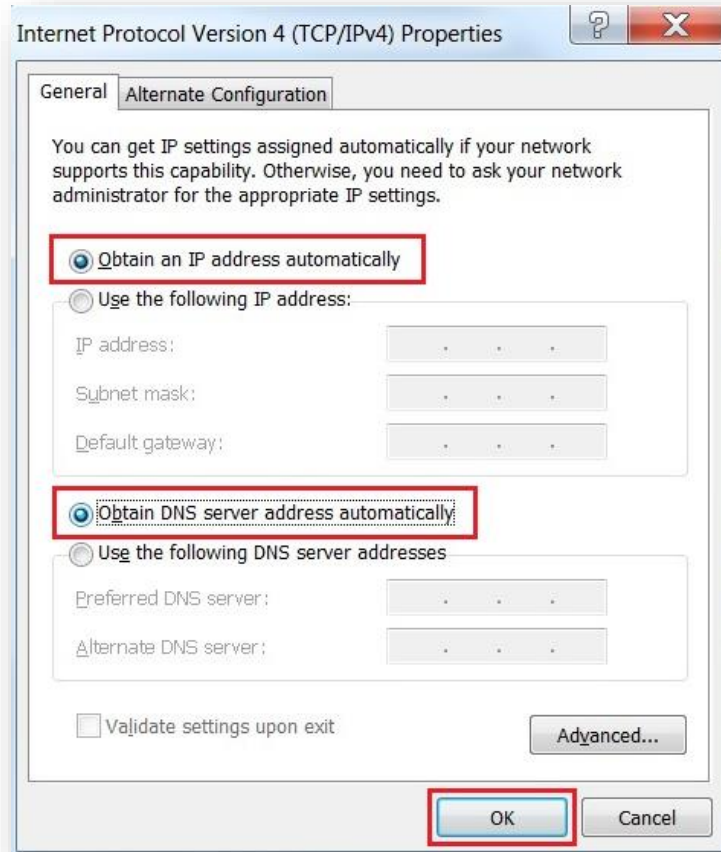 Internet Protocol Version 4 (TCP/IPv4) Properties
General
Alternate Configuration
You can get IP settings assigned automatically if your network
supports this capability. Otherwise, you need to ask your network
administrator for the appropriate IP settings.
Obtain an IP address automatically
Use the following IP address:
IP address:
Subnet mask:
Default gateway:
Obtain DNS server address automatically
Use the following DNS server addresses
Preferred DNS server:
Alternate DNS server:
Validate settings upon exit
Advanced...
OK
Cancel